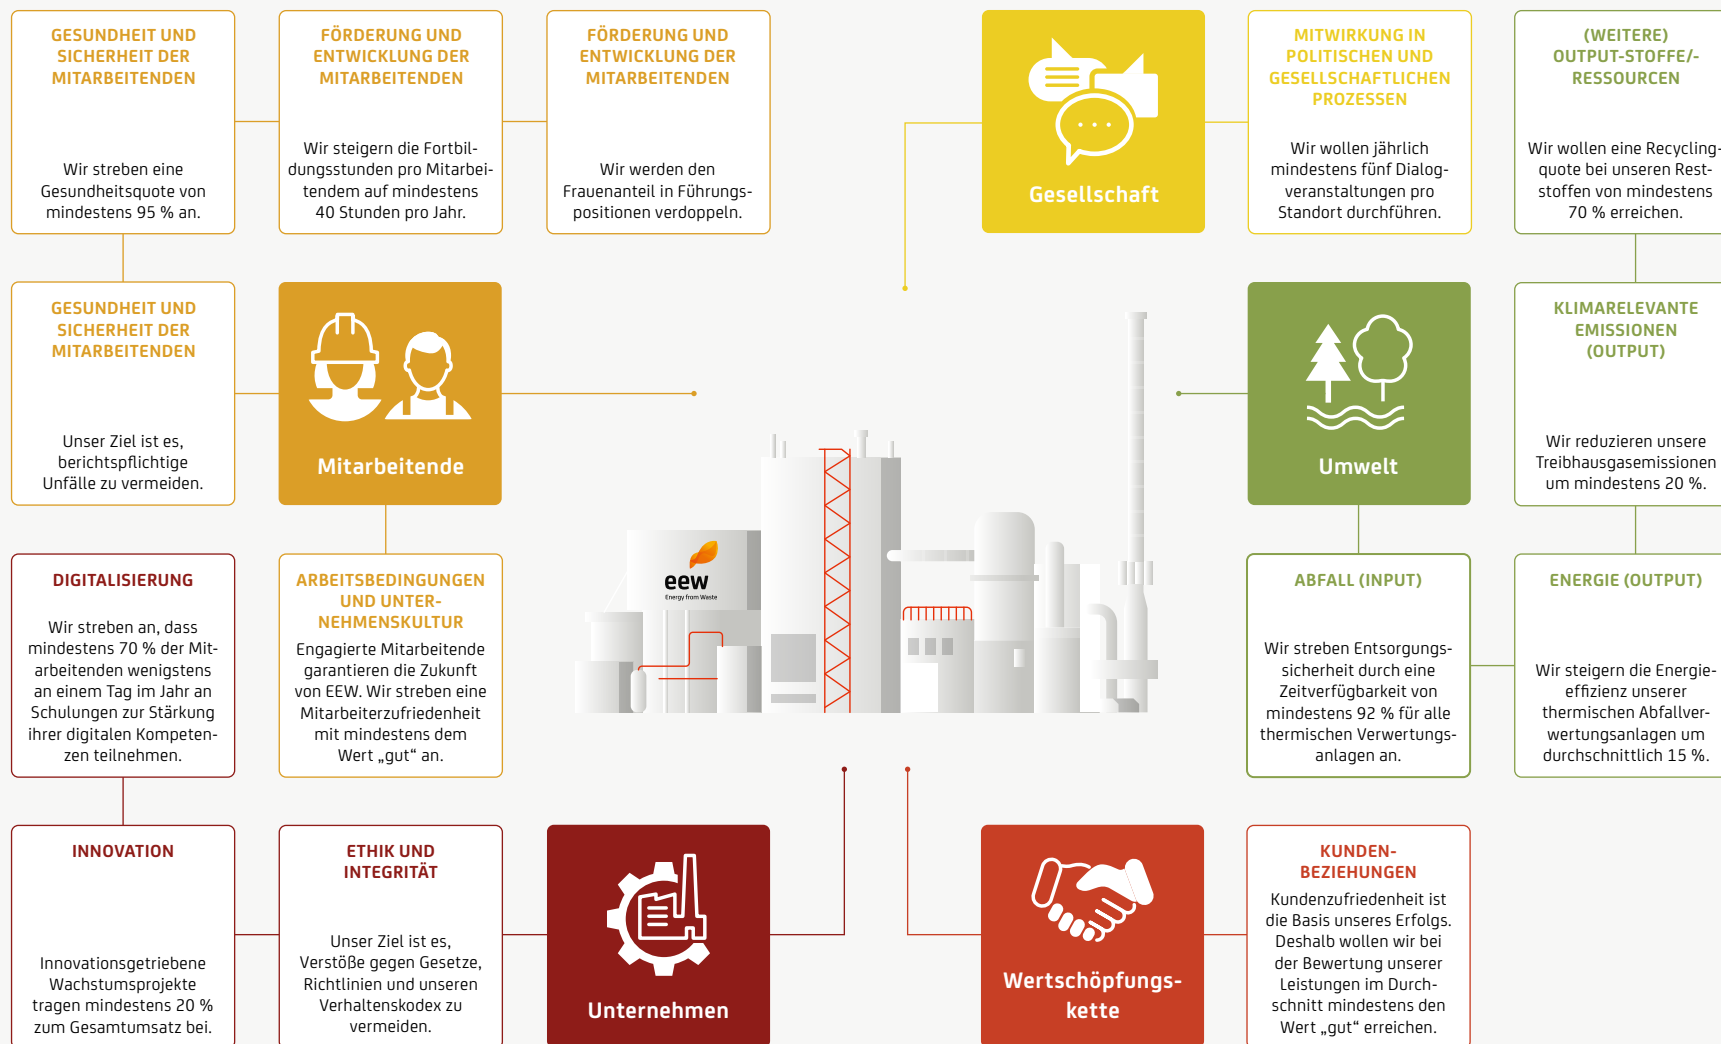 GESUNDHEIT UND
SICHERHEIT DER
MITARBEITENDEN
Wir streben eine
Gesundheitsquote von
mindestens 95 % an.
FÖRDERUNG UND
ENTWICKLUNG DER
MITARBEITENDEN
Wir steigern die Fortbil-
dungsstunden pro Mitarbei-
tendem auf mindestens
40 Stunden pro Jahr.
FÖRDERUNG UND
ENTWICKLUNG DER
MITARBEITENDEN
Wir werden den
Frauenanteil in Führungs-
positionen verdoppeln.
Gesellschaft
MITWIRKUNG IN
POLITISCHEN UND
GESELLSCHAFTLICHEN
PROZESSEN
Wir wollen jährlich
mindestens fünf Dialog-
veranstaltungen pro
Standort durchführen.
(WEITERE)
OUTPUT-STOFFE/-
RESSOURCEN
Wir wollen eine Recycling-
quote bei unseren Rest-
stoffen von mindestens
70 % erreichen.
GESUNDHEIT UND
SICHERHEIT DER
MITARBEITENDEN
Unser Ziel ist es,
berichtspflichtige
Unfälle zu vermeiden.
Mitarbeitende
Umwelt
KLIMARELEVANTE
EMISSIONEN
(OUTPUT)
Wir reduzieren unsere
Treibhausgasemissionen
um mindestens 20 %.
DIGITALISIERUNG
Wir streben an, dass
mindestens 70 % der Mit-
arbeitenden wenigstens
an einem Tag im Jahr an
Schulungen zur Stärkung
ihrer digitalen Kompeten-
zen teilnehmen.
ARBEITSBEDINGUNGEN
UND UNTER-
NEHMENSKULTUR
Engagierte Mitarbeitende
garantieren die Zukunft
von EEW. Wir streben eine
Mitarbeiterzufriedenheit
mit mindestens dem
Wert „gut“ an.
eew
Energy from Waste
ABFALL (INPUT)
Wir streben Entsorgungs-
sicherheit durch eine
Zeitverfügbarkeit von
mindestens 92 % für alle
thermischen Verwertungs-
anlagen an.
ENERGIE (OUTPUT)
Wir steigern die Energie-
effizienz unserer
thermischen Abfallver-
wertungsanlagen um
durchschnittlich 15 %.
INNOVATION
Innovationsgetriebene
Wachstumsprojekte
tragen mindestens 20 %
zum Gesamtumsatz bei.
ETHIK UND
INTEGRITÄT
Unser Ziel ist es,
Verstöße gegen Gesetze,
Richtlinien und unseren
Verhaltenskodex zu
vermeiden.
Unternehmen
Wertschöpfungs-
kette
KUNDEN-
BEZIEHUNGEN
Kundenzufriedenheit ist
die Basis unseres Erfolgs.
Deshalb wollen wir bei
der Bewertung unserer
Leistungen im Durch-
schnitt mindestens den
Wert „gut“ erreichen.